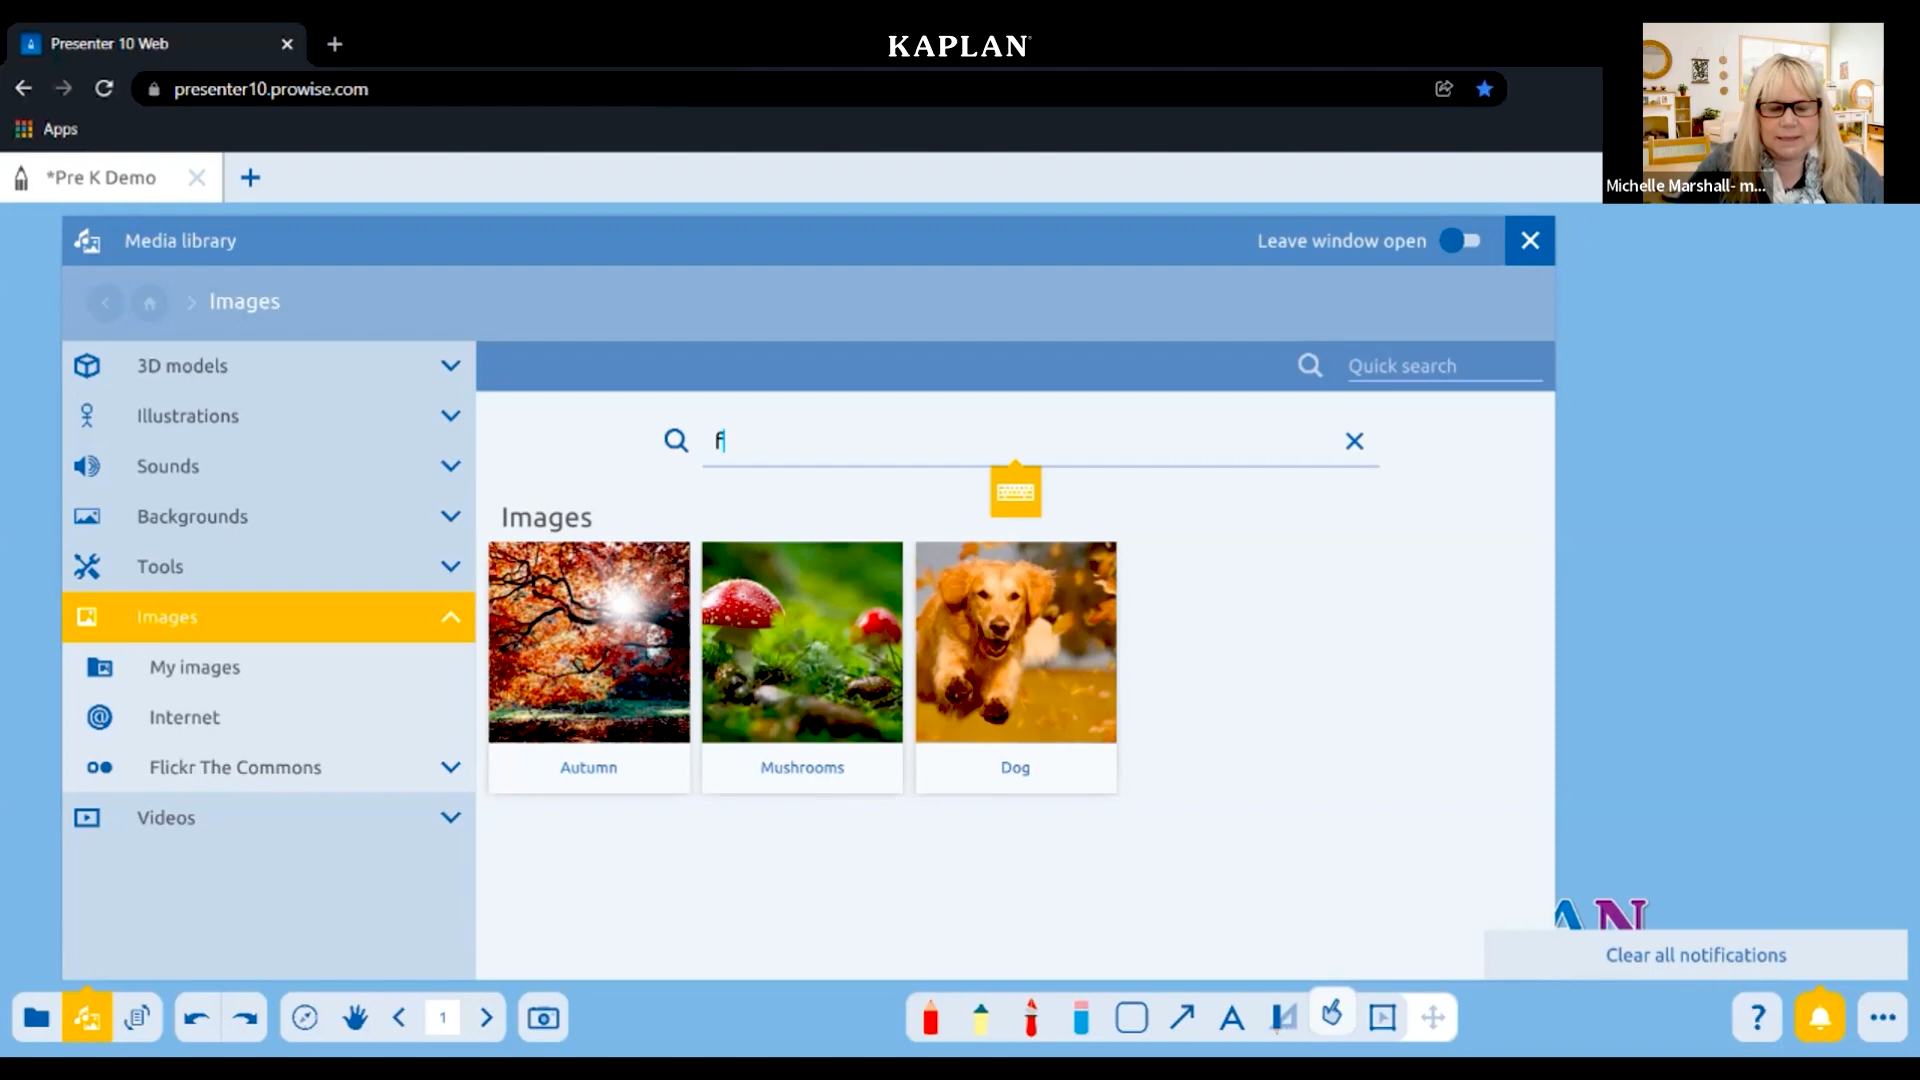 Presenter 10 Web
KAPLAN
presenter10.prowise.com
Apps
Michelle Marshall- m...
*Pre K Demo
Media library
Leave window open
Images
3D models
Quick search
Illustrations
f
Sounds
Backgrounds
Images
Tools
Images
My images
Internet
Flickr The Commons
Autumn
Mushrooms
Dog
Videos
AN
Clear all notifications
1
A
?